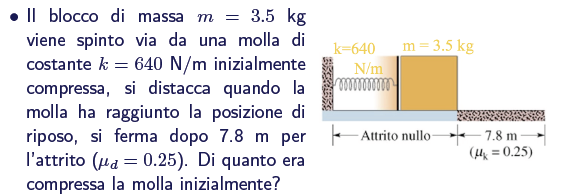 • Il blocco di massa m = 3.5 kg
viene spinto via da una molla di
costante k = 640 N/m inizialmente
compressa, si distacca quando la
molla ha raggiunto la posizione di
riposo, si ferma dopo 7.8 m per
l'attrito (μd = 0.25). Di quanto era
compressa la molla inizialmente?
k=640 m = 3.5 kg
N/m
Attrito nullo 7.8 m
(μk = 0.25)